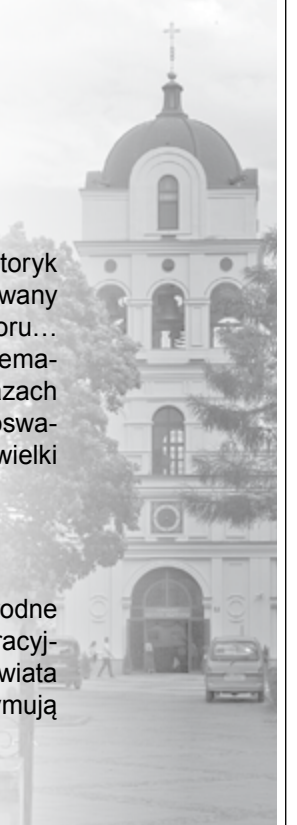 toryk
wany
oru…
ema-
azach
oswa-
wielki
odne
racyj-
wiata
ymują